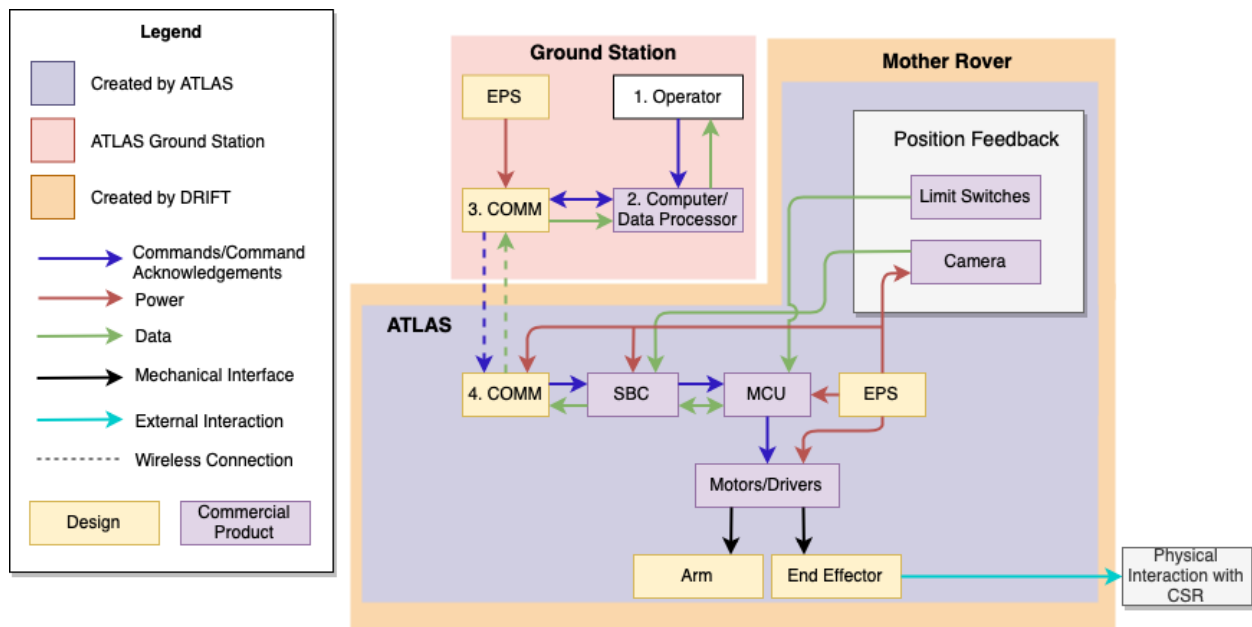 Legend
Created by ATLAS
ATLAS Ground Station
Created by DRIFT
Commands/Command
Acknowledgements
Power
Data
Mechanical Interface
External Interaction
Wireless Connection
Design
Commercial
Product
Ground Station
EPS
1. Operator
3. COMM
2. Computer/
Data Processor
Mother Rover
Position Feedback
Limit Switches
Camera
ATLAS
4. COMM
SBC
MCU
EPS
Motors/Drivers
Arm
End Effector
Physical
Interaction with
CSR